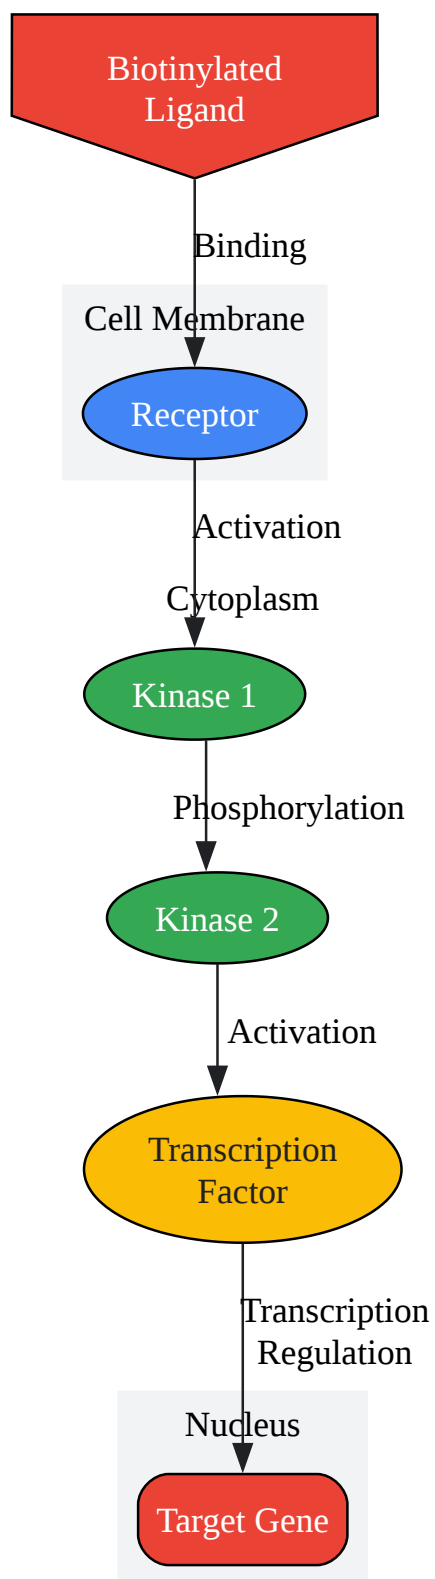 Biotinylated
Ligand
Binding
Cell Membrane
Receptor
Activation
Cytoplasm
Kinase 1
Phosphorylation
Kinase 2
Activation
Transcription
Factor
Transcription
Regulation
Nucleus
Target Gene